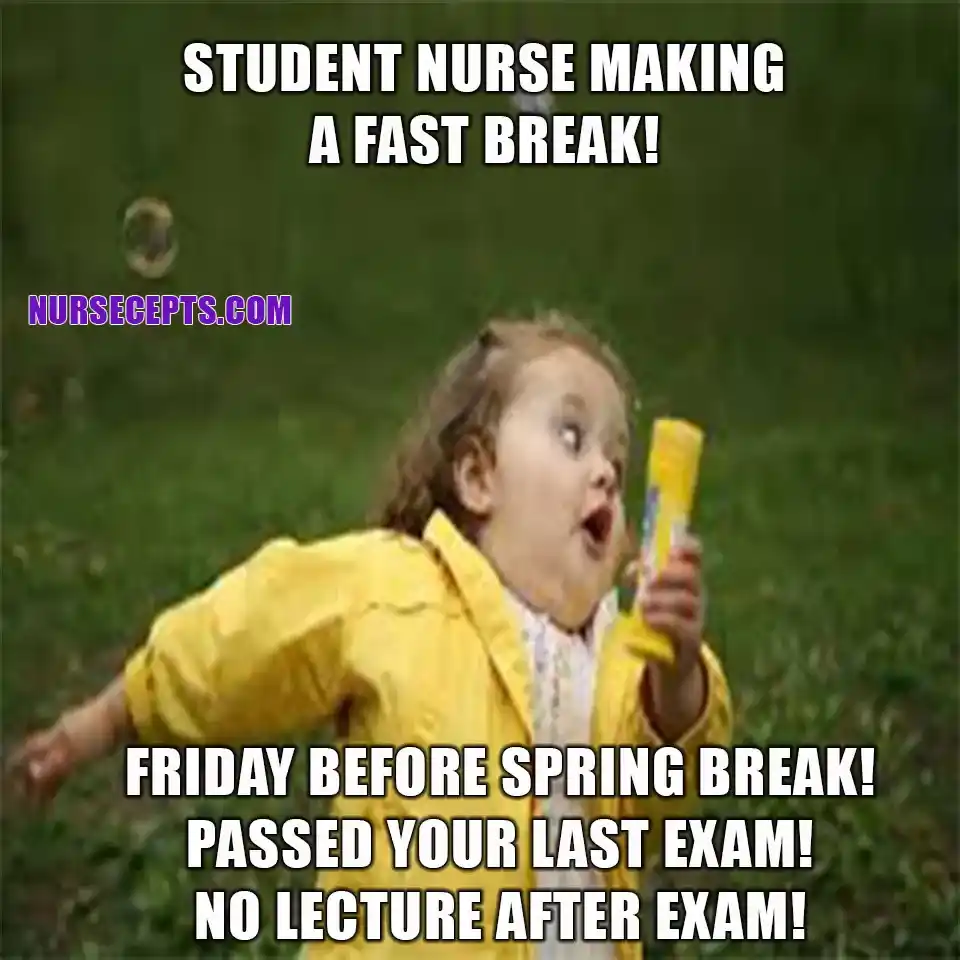 STUDENT NURSE MAKING
A FAST BREAK!
NURSECEPTS.COM
FRIDAY BEFORE SPRING BREAK!
PASSED YOUR LAST EXAM!
NO LECTURE AFTER EXAM!